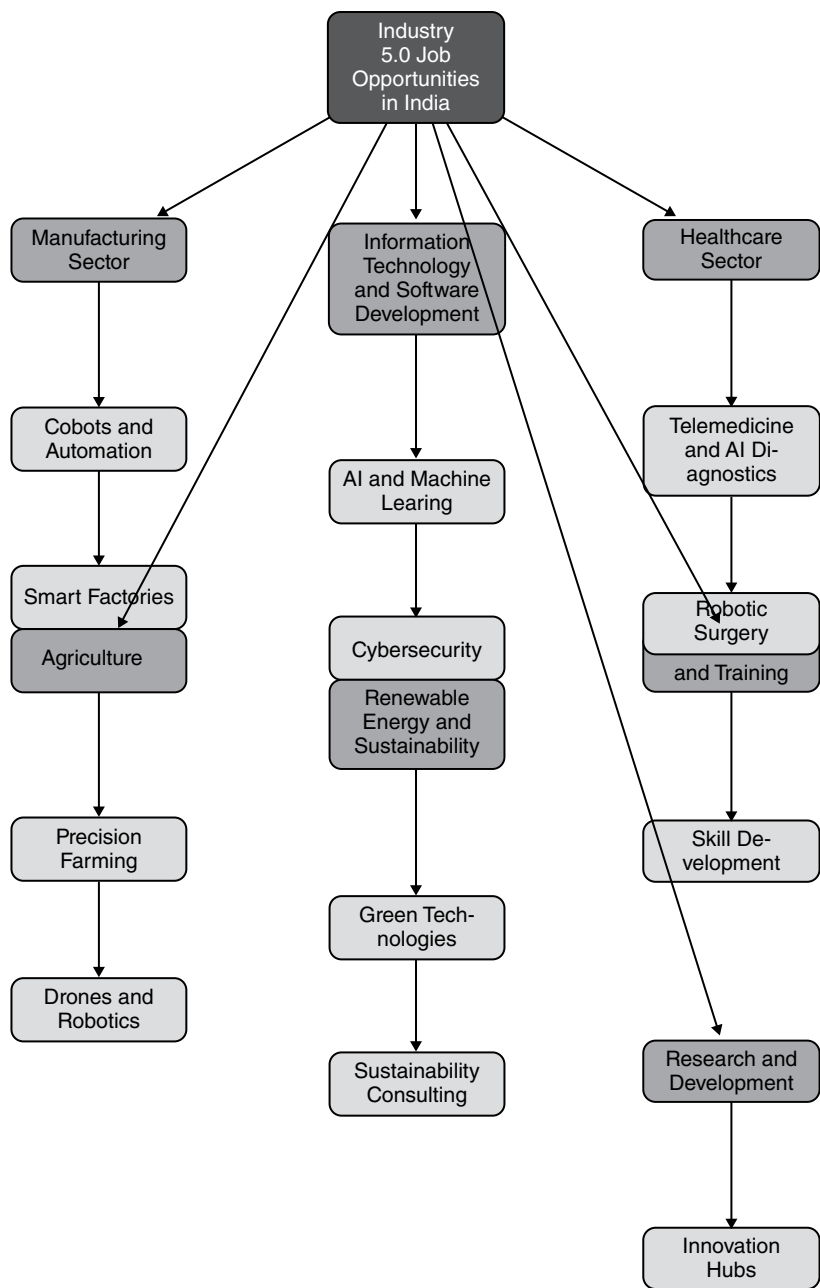 Industry
5.0 Job
Opportunities
in India
Manufacturing
Sector
Information
Technology
and Software
Development
Healthcare
Sector
Cobots and
Automation
Telemedicine
and AI Di-
agnostics
AI and Machine
Learing
Smart Factories
Robotic
Surgery
Cybersecurity
Agriculture
and Training
Renewable
Energy and
Sustainability
Precision
Farming
Skill De-
velopment
Green Tech-
nologies
Drones and
Robotics
Research and
Development
Sustainability
Consulting
Innovation
Hubs